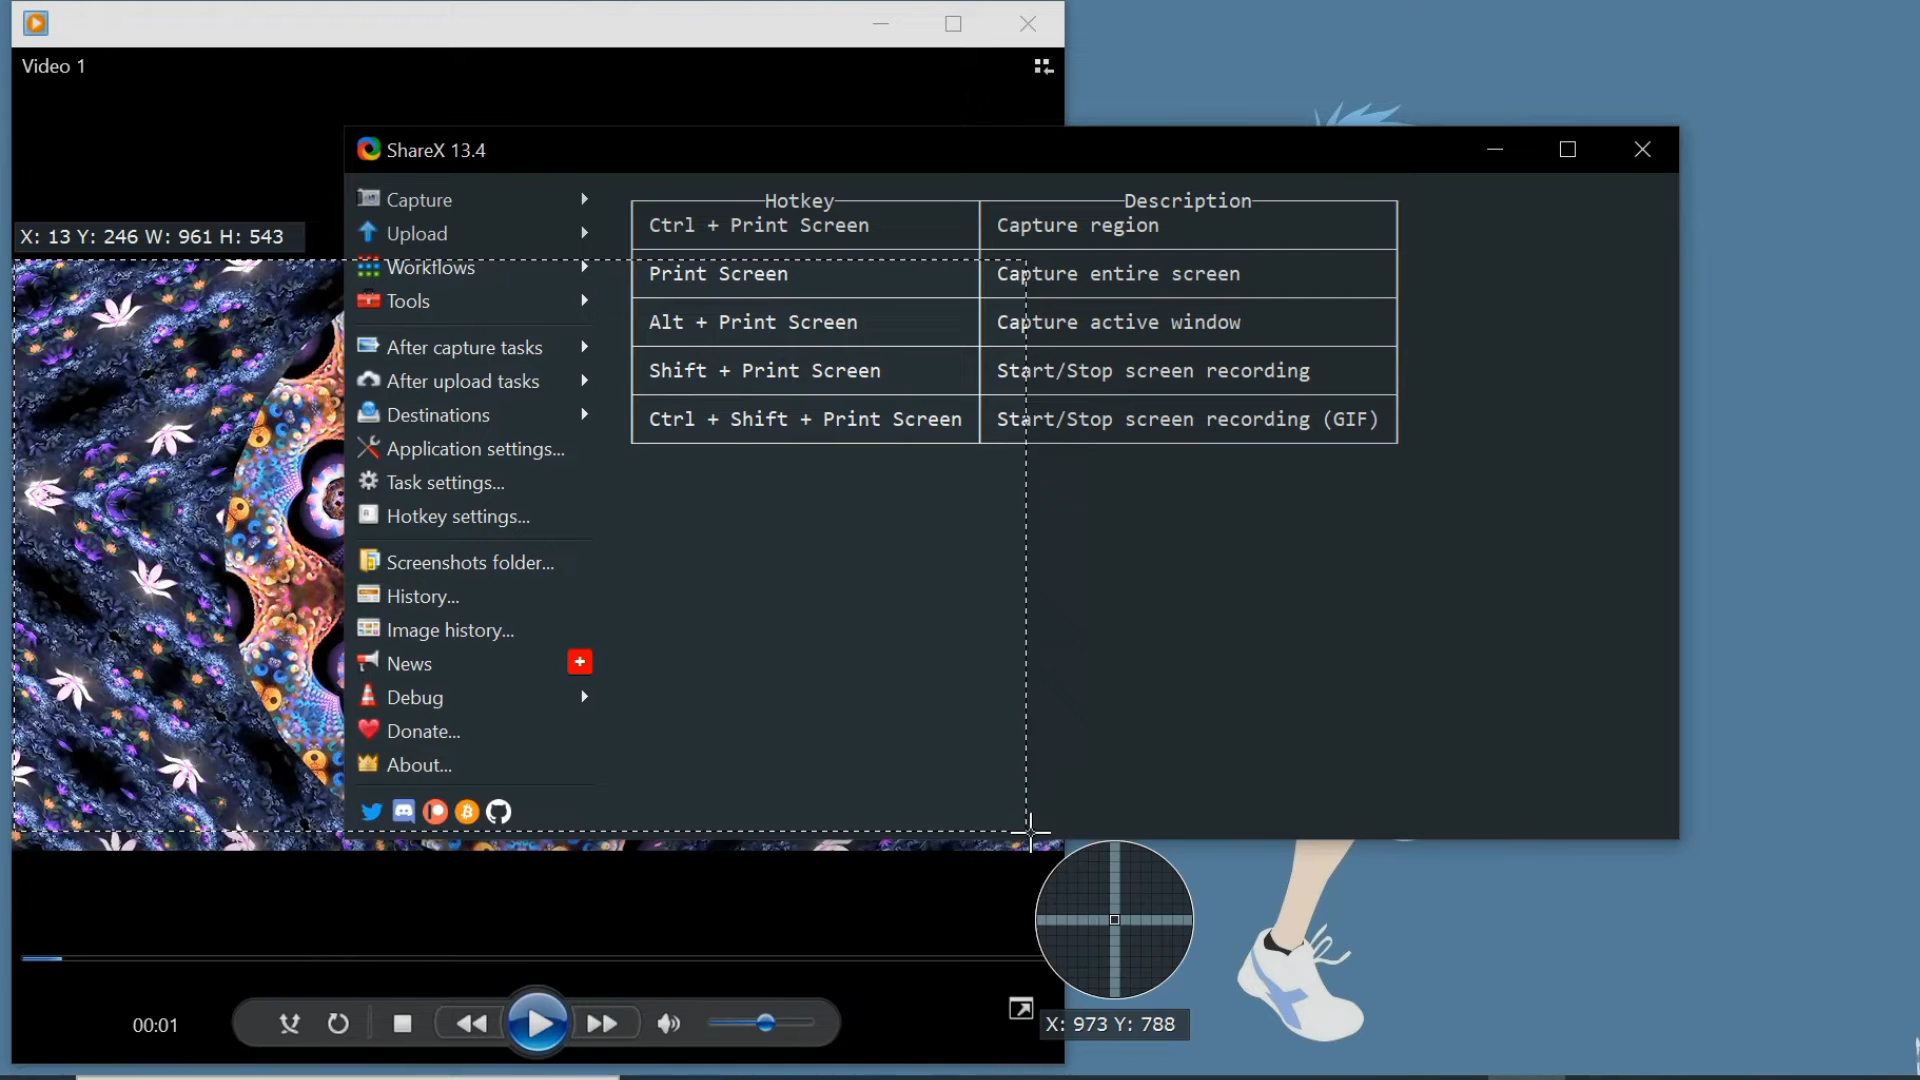 Video 1
ShareX 13.4
X: 13 Y: 246 W: 961 H: 543
Capture
Upload
Workflows
Tools
After capture tasks
After upload tasks
Destinations
Application settings...
Task settings...
Hotkey settings...
Screenshots folder...
History...
Image history...
News
Debug
Donate...
About...
Hotkey Description
Ctrl + Print Screen Capture region
Print Screen Capture entire screen
Alt + Print Screen Capture active window
Shift + Print Screen Start/Stop screen recording
Ctrl + Shift + Print Screen Start/Stop screen recording (GIF)
00:01
X: 973 Y: 788